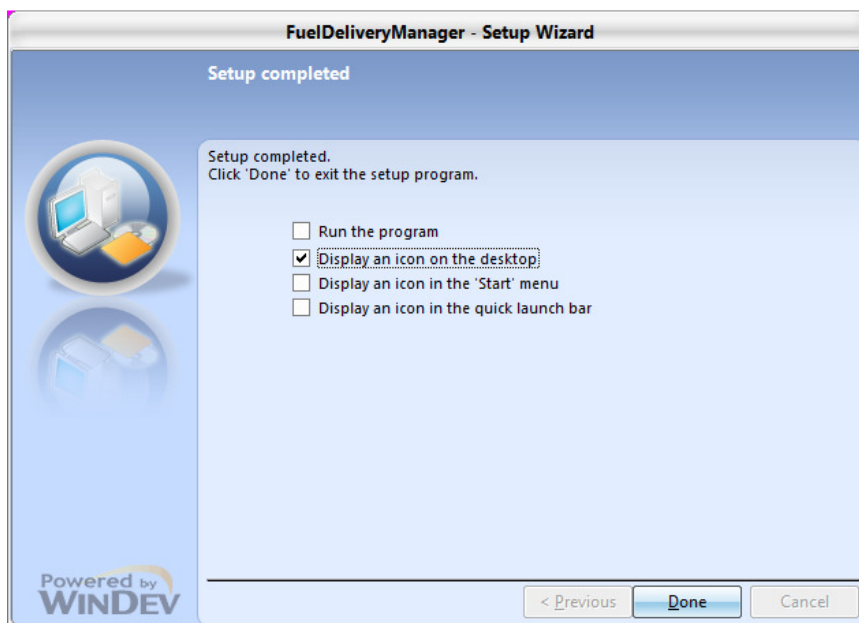 FuelDeliveryManager - Setup Wizard
Setup completed
Setup completed.
Click 'Done' to exit the setup program.
Run the program
Display an icon on the desktop
Display an icon in the 'Start' menu
Display an icon in the quick launch bar
Powered by
WINDEV
< Previous
Done
Cancel